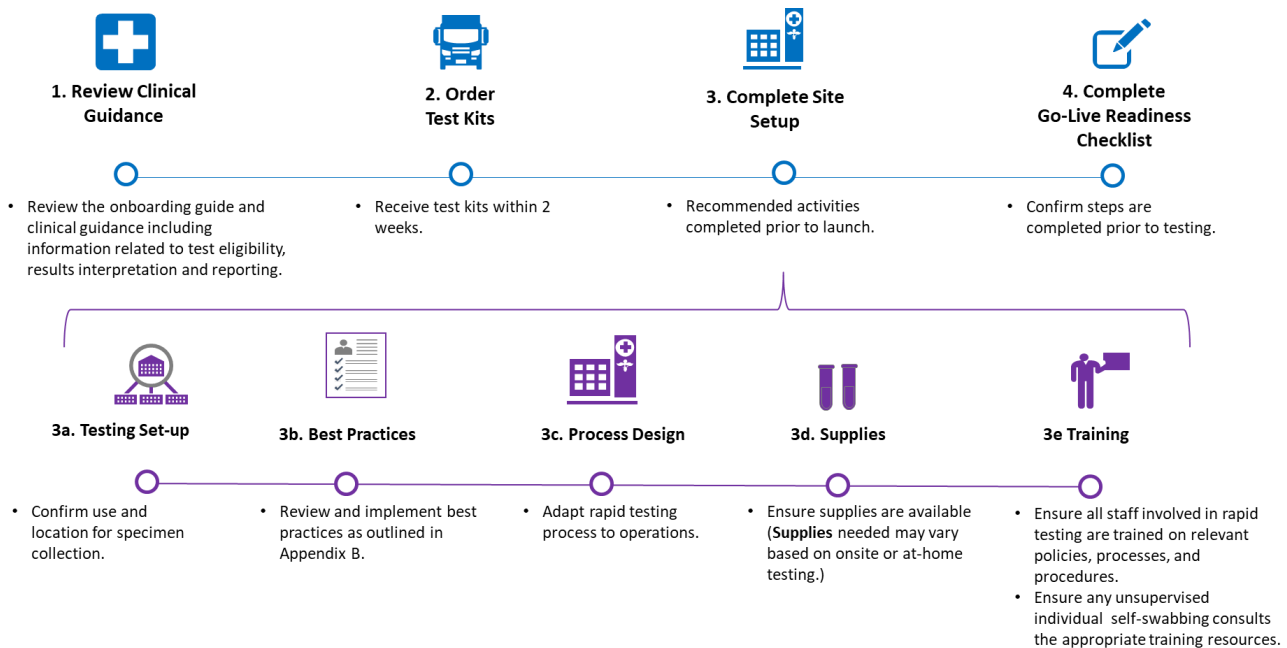 1. Review Clinical
Guidance
2. Order
Test Kits
3. Complete Site
Setup
4. Complete
Go-Live Readiness
Checklist
• Review the onboarding guide and
clinical guidance including
information related to test eligibility,
results interpretation and reporting.
• Receive test kits within 2
weeks.
• Recommended activities
completed prior to launch.
• Confirm steps are
completed prior to testing.
3a. Testing Set-up
3b. Best Practices
3c. Process Design
3d. Supplies
3e Training
• Confirm use and
location for specimen
collection.
• Review and implement best
practices as outlined in
Appendix B.
• Adapt rapid testing
process to operations.
• Ensure supplies are available
(Supplies needed may vary
based on onsite or at-home
testing.)
• Ensure all staff involved in rapid
testing are trained on relevant
policies, processes, and
procedures.
• Ensure any unsupervised
individual self-swabbing consults
the appropriate training resources.